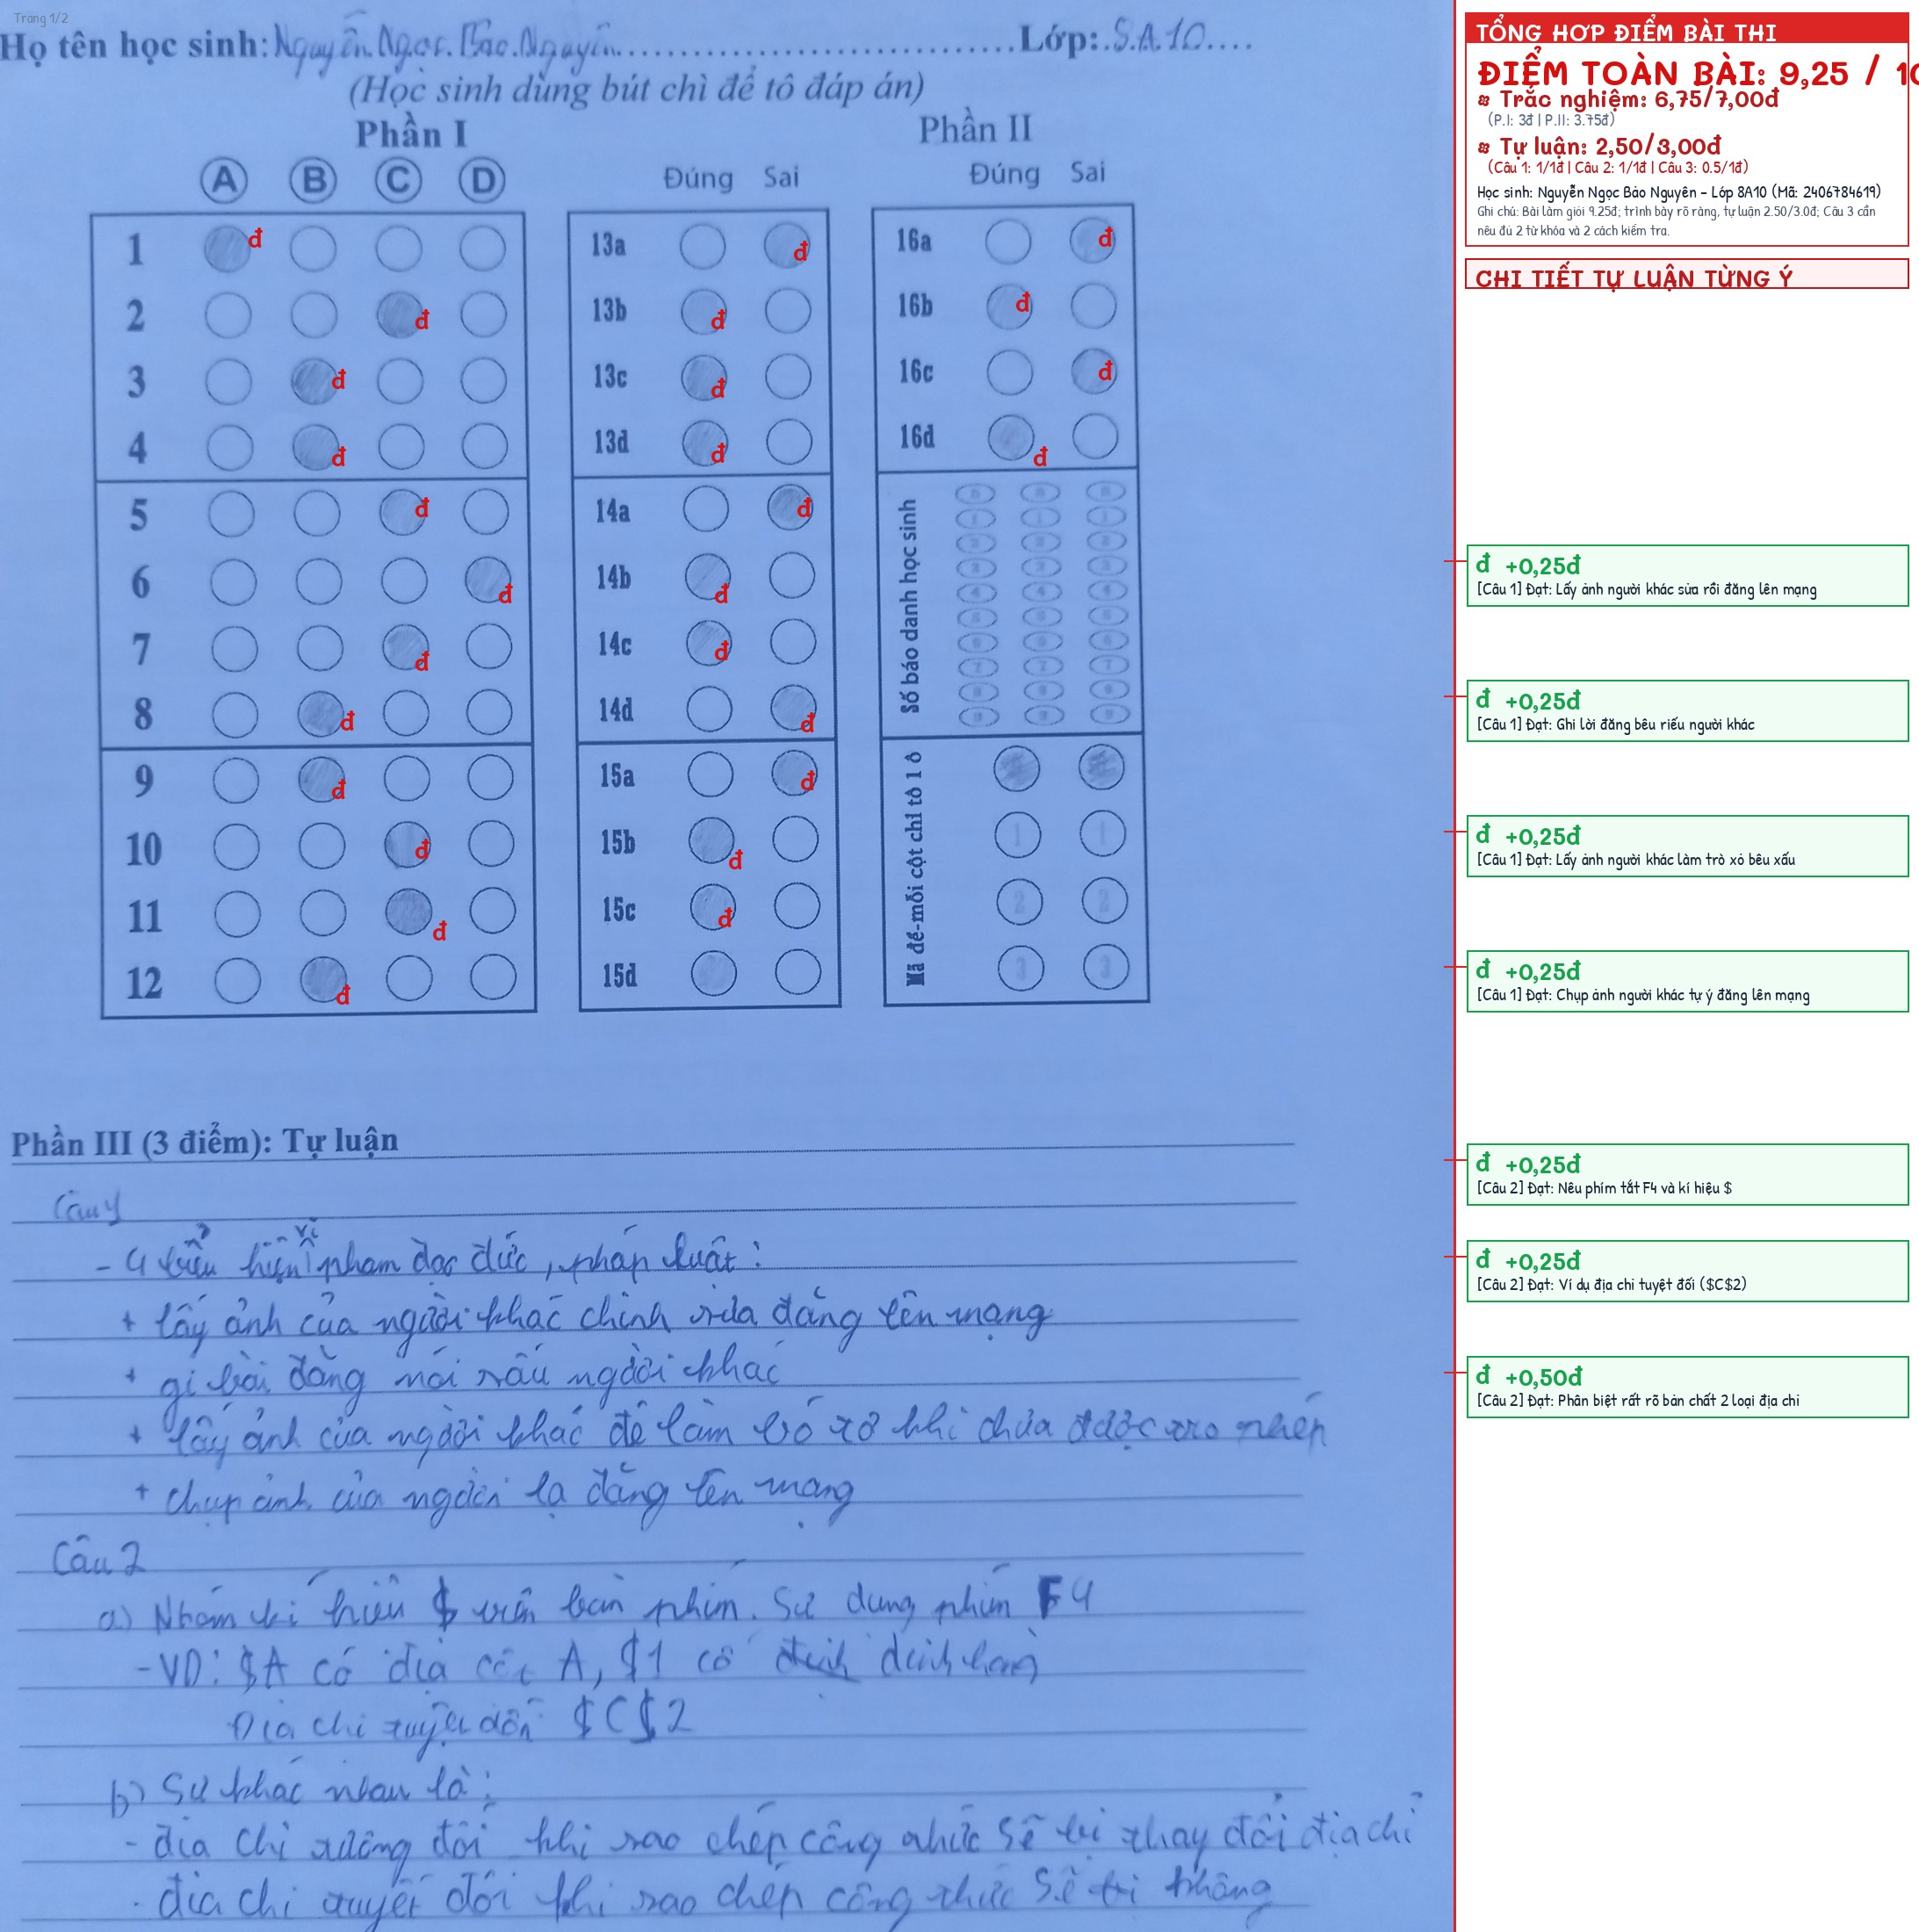 Trang 1/2
Họ tên học sinh: Nguyễn Ngọc Bảo Nguyên Lớp: 8A10
(Học sinh dùng bút chì để tô đáp án)
Phần I
Phần II
A B C D
Đúng Sai
Đúng Sai
1 đ
2 đ
3 đ
4 đ
5 đ
6 đ
7 đ
8 đ
9 đ
10 đ
11 đ
12 đ
13a đ
13b đ
13c đ
13d đ
14a đ
14b đ
14c đ
14d đ
15a đ
15b đ
15c đ
15d
16a đ
16b đ
16c đ
16d đ
Số báo danh học sinh
Mã đề-mỗi cột chỉ tô 1 ô
1 1
2 2
3 3
Phần III (3 điểm): Tự luận
Câu 1
- 4 biểu hiện vi phạm đạo đức, pháp luật:
+ lấy ảnh của người khác chỉnh sửa đăng lên mạng
+ gi bài đăng nói xấu người khác
+ lấy ảnh của người khác để làm trò khi chưa được cho phép
+ chụp ảnh của người lạ đăng lên mạng
Câu 2
a) Nhấm kí hiệu $ trên bàn phím. Sử dụng phím F4
- VD: $A cố địa cột A, $1 cố định hàng
Địa chỉ tuyệt đối $C$2
b) Sự khác nhau là:
- địa chỉ tương đối khi sao chép công thức sẽ bị thay đổi địa chỉ
- địa chỉ tuyệt đối khi sao chép công thức sẽ bị không
TỔNG HỢP ĐIỂM BÀI THI
ĐIỂM TOÀN BÀI: 9,25 / 10
Trắc nghiệm: 6,75/7,00đ
(P.I: 3đ | P.II: 3.75đ)
Tự luận: 2,50/3,00đ
(Câu 1: 1/1đ | Câu 2: 1/1đ | Câu 3: 0.5/1đ)
Học sinh: Nguyễn Ngọc Bảo Nguyên - Lớp 8A10 (Mã: 2406784619)
Ghi chú: Bài làm giỏi 9.25đ; trình bày rõ ràng, tự luận 2.50/3.0đ; Câu 3 cần
nêu đủ 2 từ khóa và 2 cách kiểm tra.
CHI TIẾT TỰ LUẬN TỪNG Ý
đ +0,25đ
[Câu 1] Đạt: Lấy ảnh người khác sửa rồi đăng lên mạng
đ +0,25đ
[Câu 1] Đạt: Ghi lời đăng bêu riếu người khác
đ +0,25đ
[Câu 1] Đạt: Lấy ảnh người khác làm trò xỏ bêu xấu
đ +0,25đ
[Câu 1] Đạt: Chụp ảnh người khác tự ý đăng lên mạng
đ +0,25đ
[Câu 2] Đạt: Nêu phím tắt F4 và kí hiệu $
đ +0,25đ
[Câu 2] Đạt: Ví dụ địa chỉ tuyệt đối ($C$2)
đ +0,50đ
[Câu 2] Đạt: Phân biệt rất rõ bản chất 2 loại địa chỉ